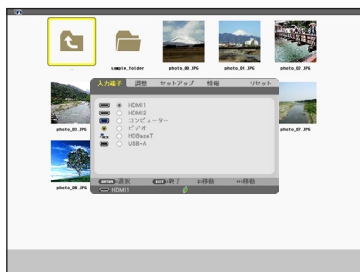 sample_folder photo_00.JPG photo_01.JPG photo_02.JPG
入力端子 調整 セットアップ 情報 リセット
HDMI1
HDMI2
コンピューター
ビデオ
HDBaseT
USB-A
photo_03.JPG photo_07.JPG
photo_08.JPG
ENTER:選択 EXIT:終了 :移動 :移動
HDMI1